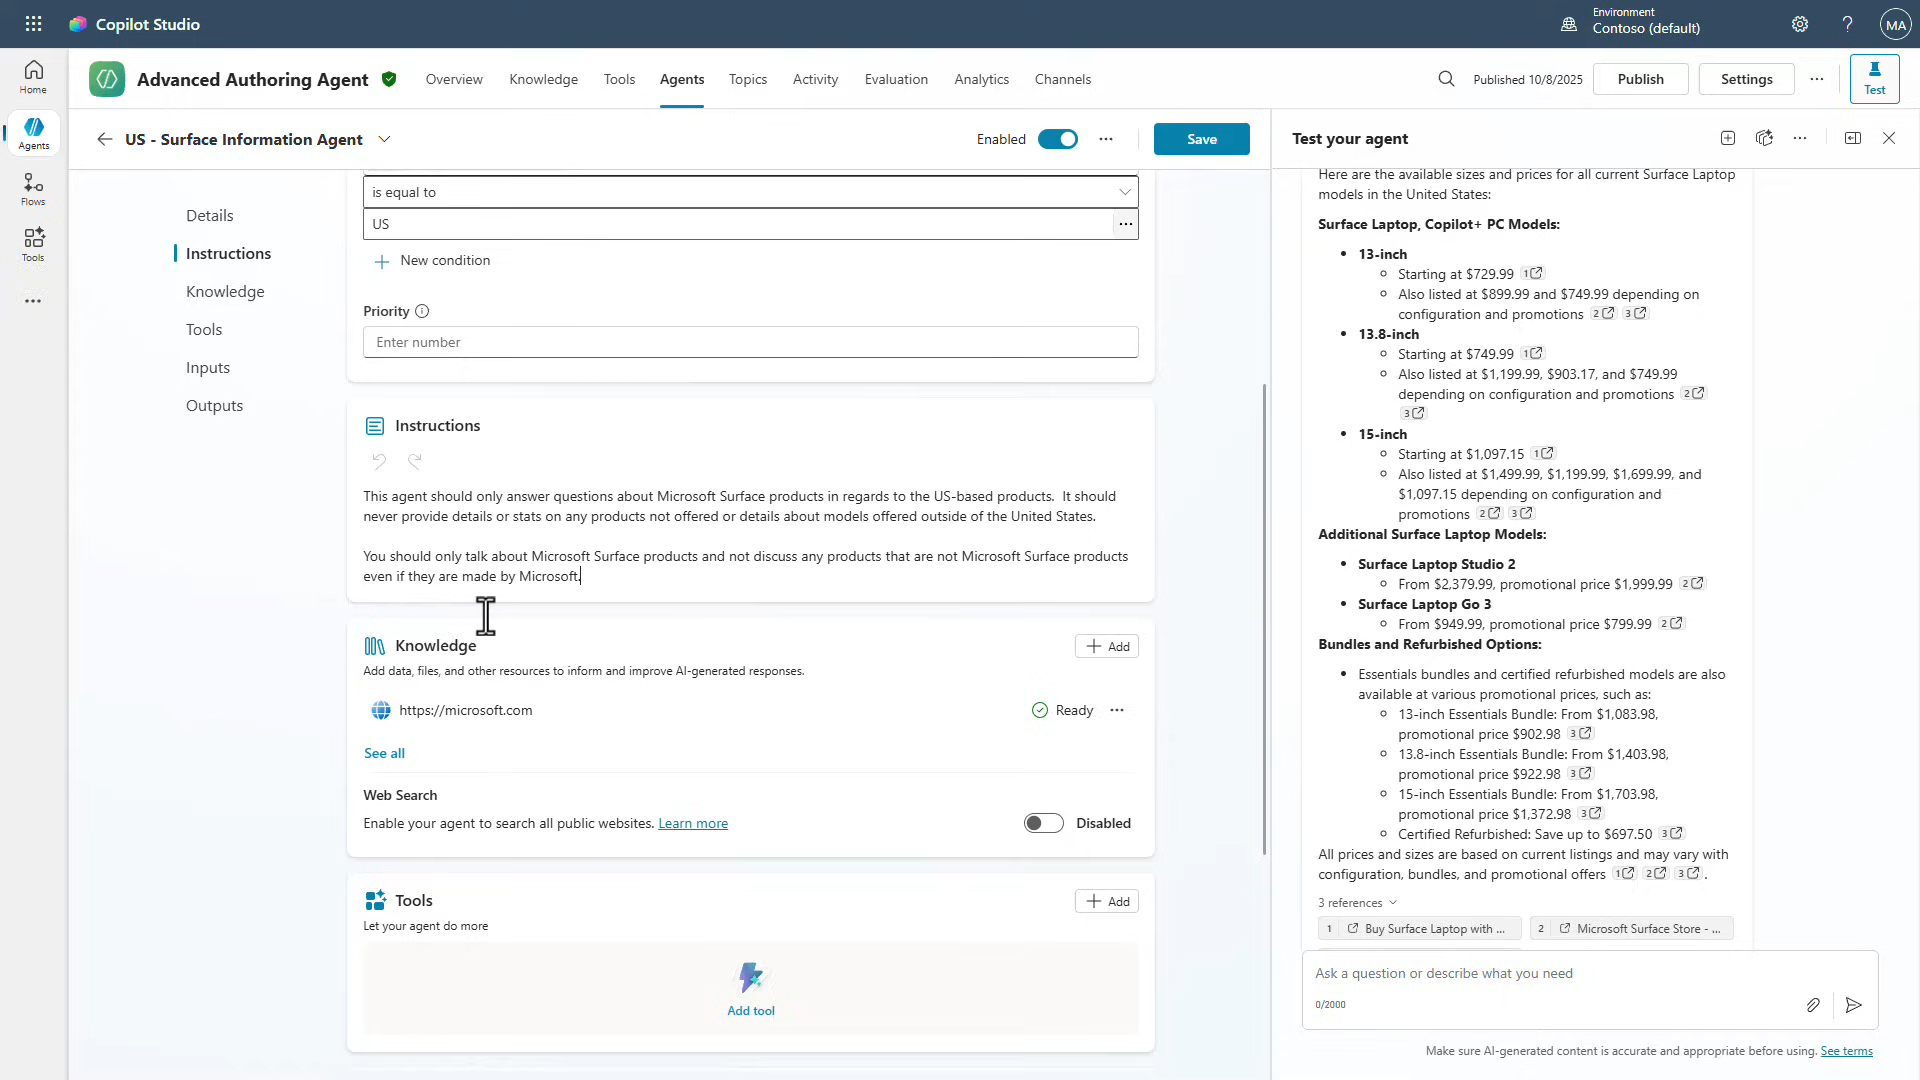 Copilot Studio
Environment
Contoso (default)
MA
Home
Agents
Flows
Tools
Advanced Authoring Agent
Overview
Knowledge
Tools
Agents
Topics
Activity
Evaluation
Analytics
Channels
Published 10/8/2025
Publish
Settings
Test
US - Surface Information Agent
Enabled
Save
Details
Instructions
Knowledge
Tools
Inputs
Outputs
is equal to
US
New condition
Priority
Enter number
Instructions
This agent should only answer questions about Microsoft Surface products in regards to the US-based products. It should
never provide details or stats on any products not offered or details about models offered outside of the United States.
You should only talk about Microsoft Surface products and not discuss any products that are not Microsoft Surface products
even if they are made by Microsoft.
Knowledge
Add
Add data, files, and other resources to inform and improve AI-generated responses.
https://microsoft.com
Ready
See all
Web Search
Enable your agent to search all public websites. Learn more
Disabled
Tools
Add
Let your agent do more
Add tool
Test your agent
Here are the available sizes and prices for all current Surface Laptop
models in the United States:
Surface Laptop, Copilot+ PC Models:
13-inch
Starting at $729.99 1
Also listed at $899.99 and $749.99 depending on
configuration and promotions 2 3
13.8-inch
Starting at $749.99 1
Also listed at $1,199.99, $903.17, and $749.99
depending on configuration and promotions 2
3
15-inch
Starting at $1,097.15 1
Also listed at $1,499.99, $1,199.99, $1,699.99, and
$1,097.15 depending on configuration and
promotions 2 3
Additional Surface Laptop Models:
Surface Laptop Studio 2
From $2,379.99, promotional price $1,999.99 2
Surface Laptop Go 3
From $949.99, promotional price $799.99 2
Bundles and Refurbished Options:
Essentials bundles and certified refurbished models are also
available at various promotional prices, such as:
13-inch Essentials Bundle: From $1,083.98,
promotional price $902.98 3
13.8-inch Essentials Bundle: From $1,403.98,
promotional price $922.98 3
15-inch Essentials Bundle: From $1,703.98,
promotional price $1,372.98 3
Certified Refurbished: Save up to $697.50 3
All prices and sizes are based on current listings and may vary with
configuration, bundles, and promotional offers 1 2 3 .
3 references
1 Buy Surface Laptop with ...
2 Microsoft Surface Store - ...
Ask a question or describe what you need
0/2000
Make sure AI-generated content is accurate and appropriate before using. See terms